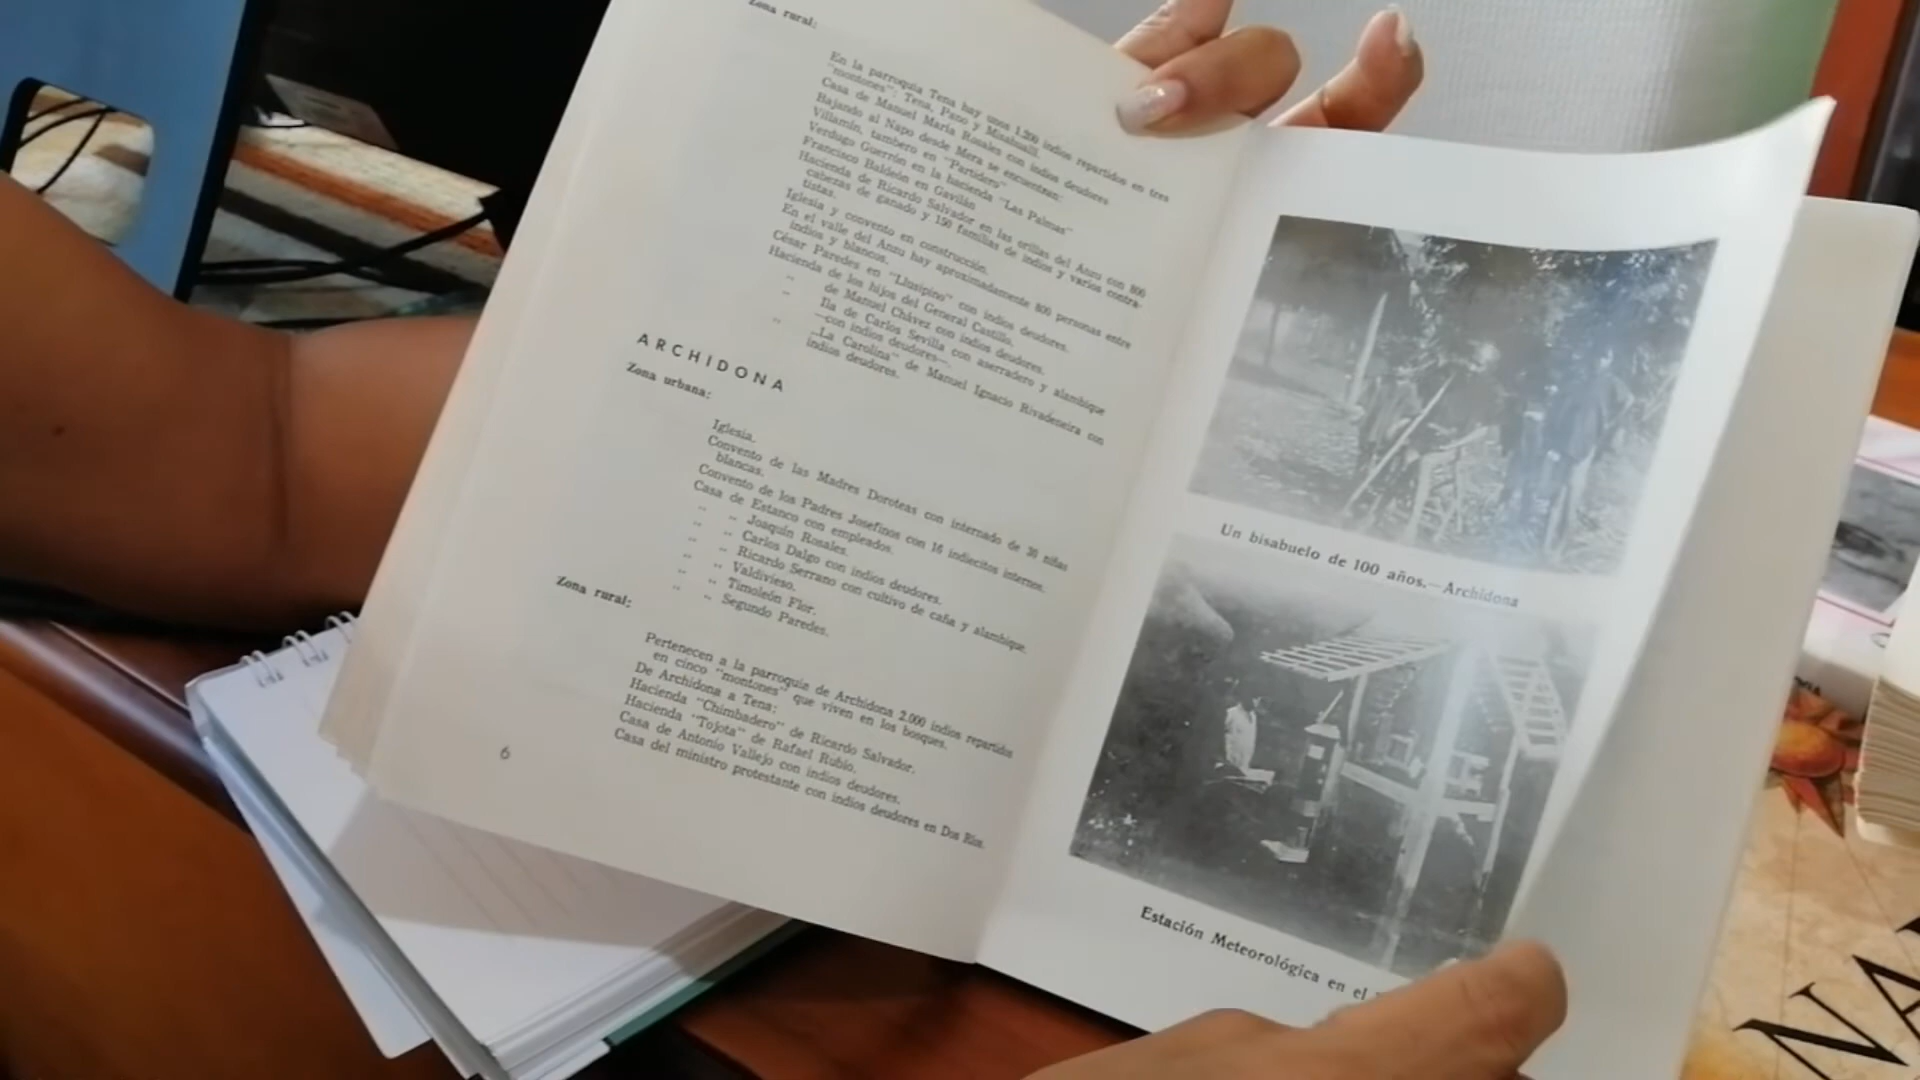 Zona rural:
En la parroquia Tena hay unos 1.200 indios repartidos en tres
"montones": Tena, Pano y Misahuallí.
Casa de Manuel María Rosales con indios deudores
Bajando al Napo desde Mera se encuentran:
Villamín, tambero en "Partidero"
Verdugo Guerrón en la hacienda "Las Palmas"
Francisco Baldeón en Gavilán
Hacienda de Ricardo Salvador en las orillas del Anzu con 800
cabezas de ganado y 150 familias de indios y varios contra-
tistas.
Iglesia y convento en construcción.
En el valle del Anzu hay aproximadamente 800 personas entre
indios y blancos.
César Paredes en "Llusipino" con indios deudores.
Hacienda de los hijos del General Castillo.
,, de Manuel Chávez con indios deudores.
,, Ila de Carlos Sevilla con aserradero y alambique
—con indios deudores—.
,, „La Carolina" de Manuel Ignacio Rivadeneira con
indios deudores.
ARCHIDONA
Zona urbana:
Iglesia.
Convento de las Madres Doroteas con internado de 30 niñas
blancas.
Convento de los Padres Josefinos con 16 indiecitos internos.
Casa de Estanco con empleados.
,, ,, Joaquín Rosales.
,, ,, Carlos Dalgo con indios deudores.
,, ,, Ricardo Serrano con cultivo de caña y alambique.
,, ,, Valdivieso.
,, ,, Timoleón Flor.
,, ,, Segundo Paredes.
Zona rural:
Pertenecen a la parroquia de Archidona 2.000 indios repartidos
en cinco "montones" que viven en los bosques.
De Archidona a Tena:
Hacienda "Chimbadero" de Ricardo Salvador.
Hacienda "Tojota" de Rafael Rubio.
Casa de Antonio Vallejo con indios deudores.
Casa del ministro protestante con indios deudores en Dos Ríos.
6
Un bisabuelo de 100 años.—Archidona
Estación Meteorológica en el
NA